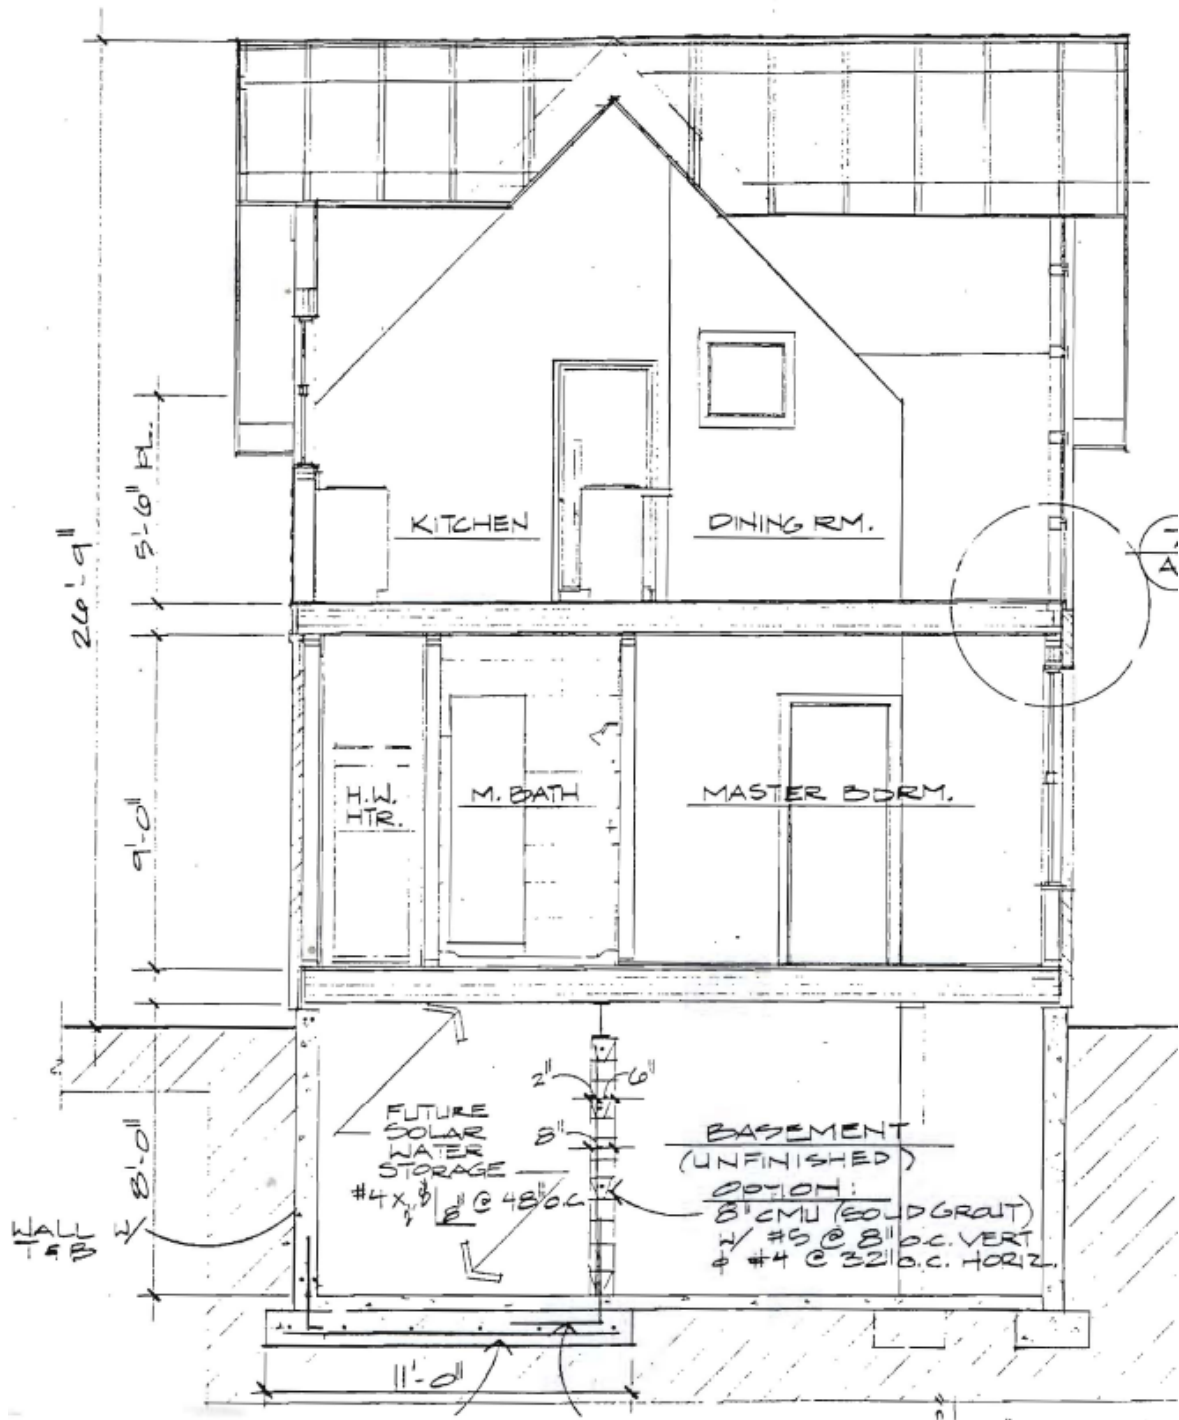 26'-9"
5'-6" PL.
KITCHEN
DINING RM.
9'-0"
H.W.
HTR.
M. BATH
MASTER BDRM.
2"
6"
8"
FUTURE
SOLAR
WATER
STORAGE
8'-0"
WALL W/
T & B
BASEMENT
(UNFINISHED)
OPTION:
8" CMU (SOLID GROUT)
W/ #5 @ 8" O.C. VERT
& #4 @ 32" O.C. HORIZ.
#4 x
8" @ 48" O.C.
11'-0"